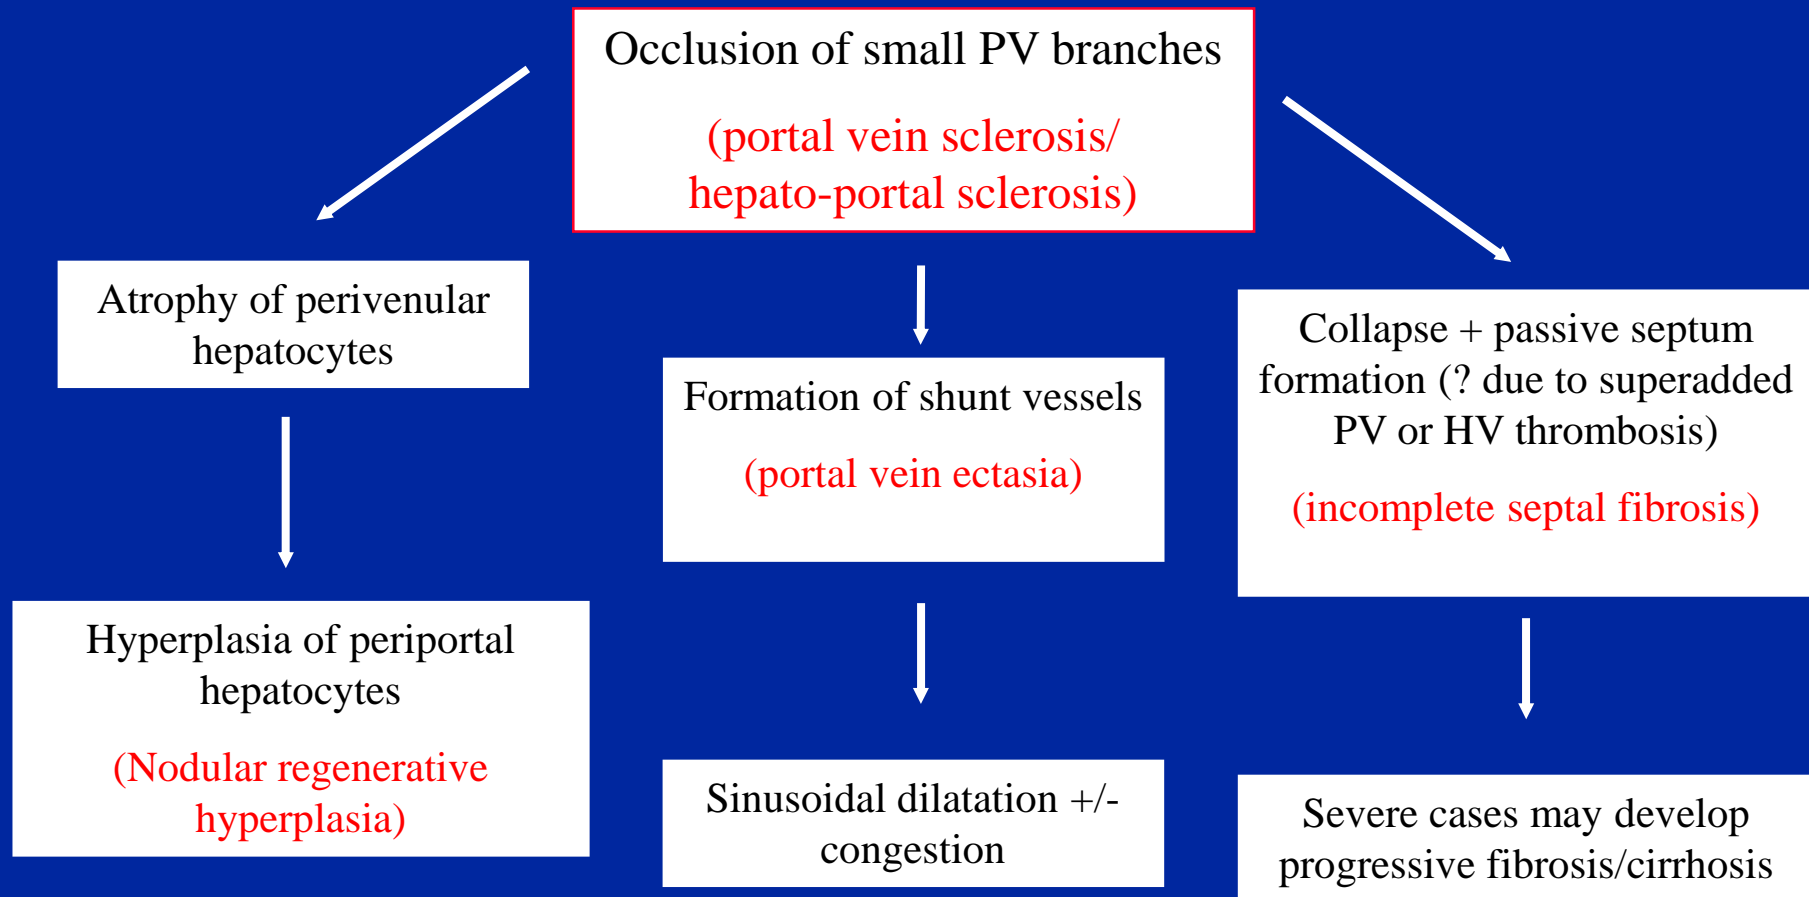 Occlusion of small PV branches
(portal vein sclerosis/
hepato-portal sclerosis)
Atrophy of perivenular
hepatocytes
Hyperplasia of periportal
hepatocytes
(Nodular regenerative
hyperplasia)
Formation of shunt vessels
(portal vein ectasia)
Sinusoidal dilatation +/-
congestion
Collapse + passive septum
formation (? due to superadded
PV or HV thrombosis)
(incomplete septal fibrosis)
Severe cases may develop
progressive fibrosis/cirrhosis